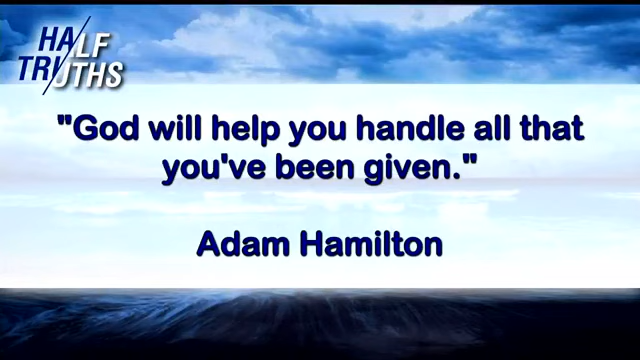 HALF
TRUTHS
"God will help you handle all that
you've been given."
Adam Hamilton